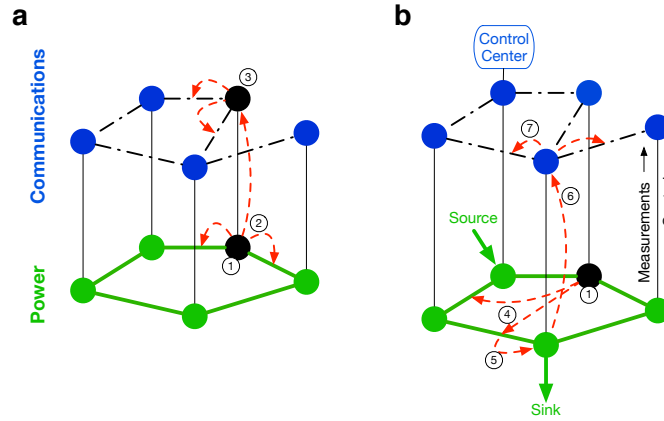 a
b
Control
Center
Communications
3
7
6
Measurements
Source
2
1
1
4
5
Power
Sink